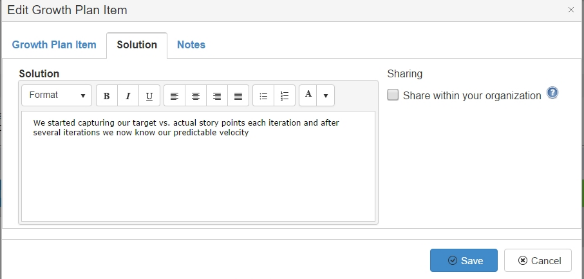 Edit Growth Plan Item
Growth Plan Item Solution Notes
Solution
Sharing
Format B I U A
Share within your organization ?
We started capturing our target vs. actual story points each iteration and after
several iterations we now know our predictable velocity
Save Cancel